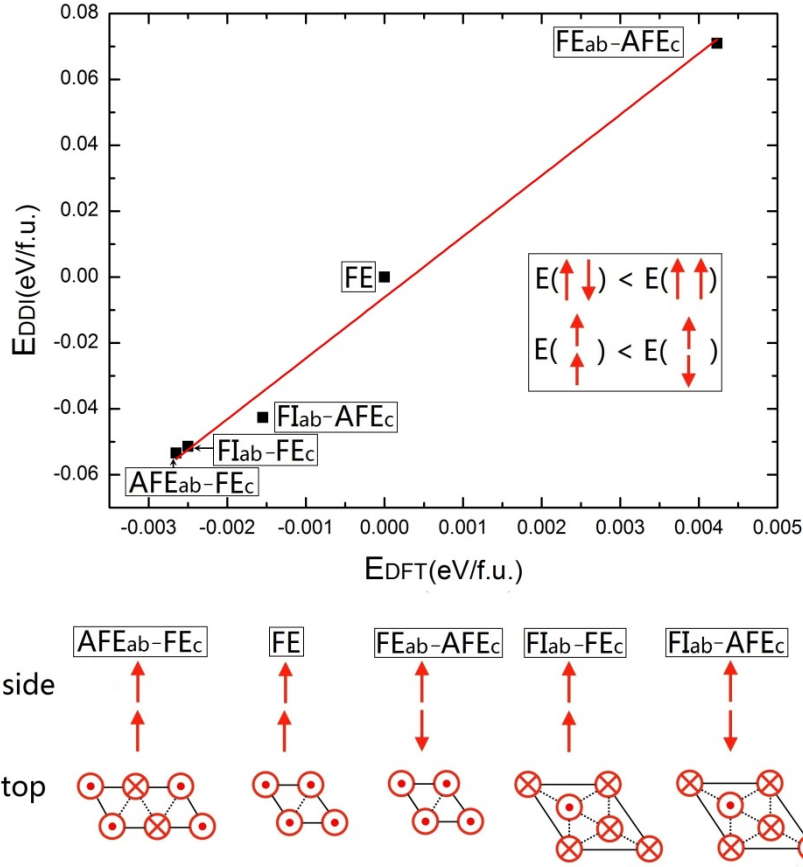 0.08
FEab-AFEc
0.06
0.04
0.02
0.00
FE
E(↑↓) < E(↑↑)
-0.02
E( ) < E( )
-0.04
FIab-AFEc
FIab-FEc
-0.06
AFEab-FEc
EDDI(eV/f.u.)
-0.003 -0.002 -0.001 0.000 0.001 0.002 0.003 0.004 0.005
EDFT(eV/f.u.)
AFEab-FEc FE FEab-AFEc FIab-FEc FIab-AFEc
side
top